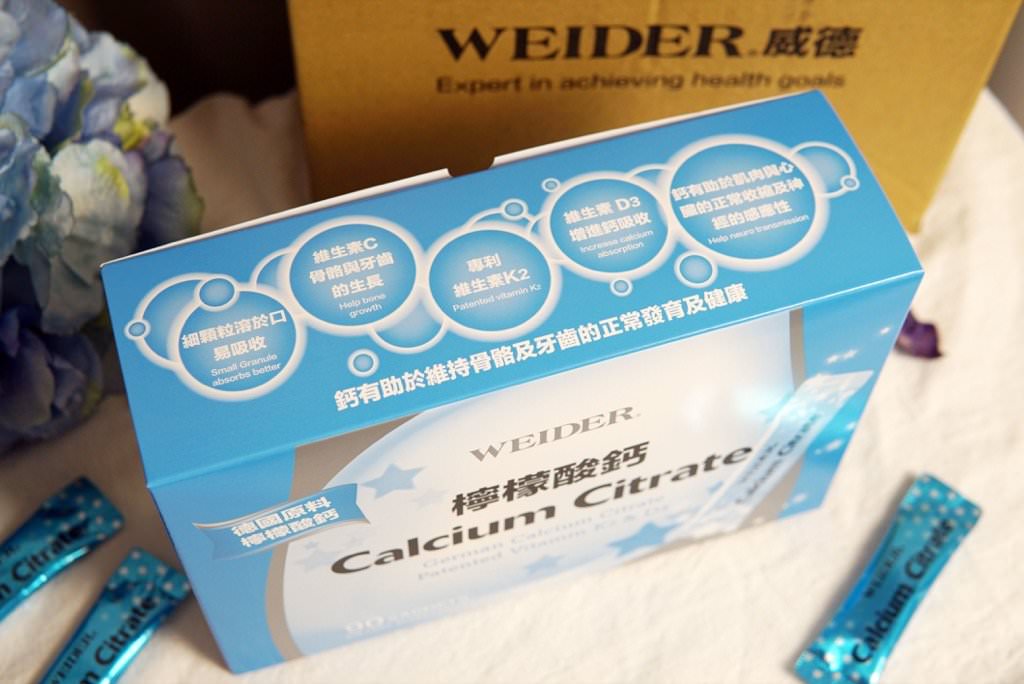 WEIDER® 威德
Expert in achieving health goals
細顆粒溶於口
易吸收
Small Granule
absorbs better
維生素C
骨骼與牙齒
的生長
Help bone
growth
專利
維生素K2
Patented vitamin K₂
維生素 D3
增進鈣吸收
Increase calcium
absorption
鈣有助於肌肉與心
臟的正常收縮及神
經的感應性
Help neuro transmission
鈣有助於維持骨骼及牙齒的正常發育及健康
WEIDER®
檸檬酸鈣
Calcium Citrate
German Calcium Citrate
Patented Vitamin K2 & D3
德國原料
檸檬酸鈣
90
WEIDER
Calcium Citrate
m Citrate
WEIDER
m Citrate
WEIDER
Calcium Citrate